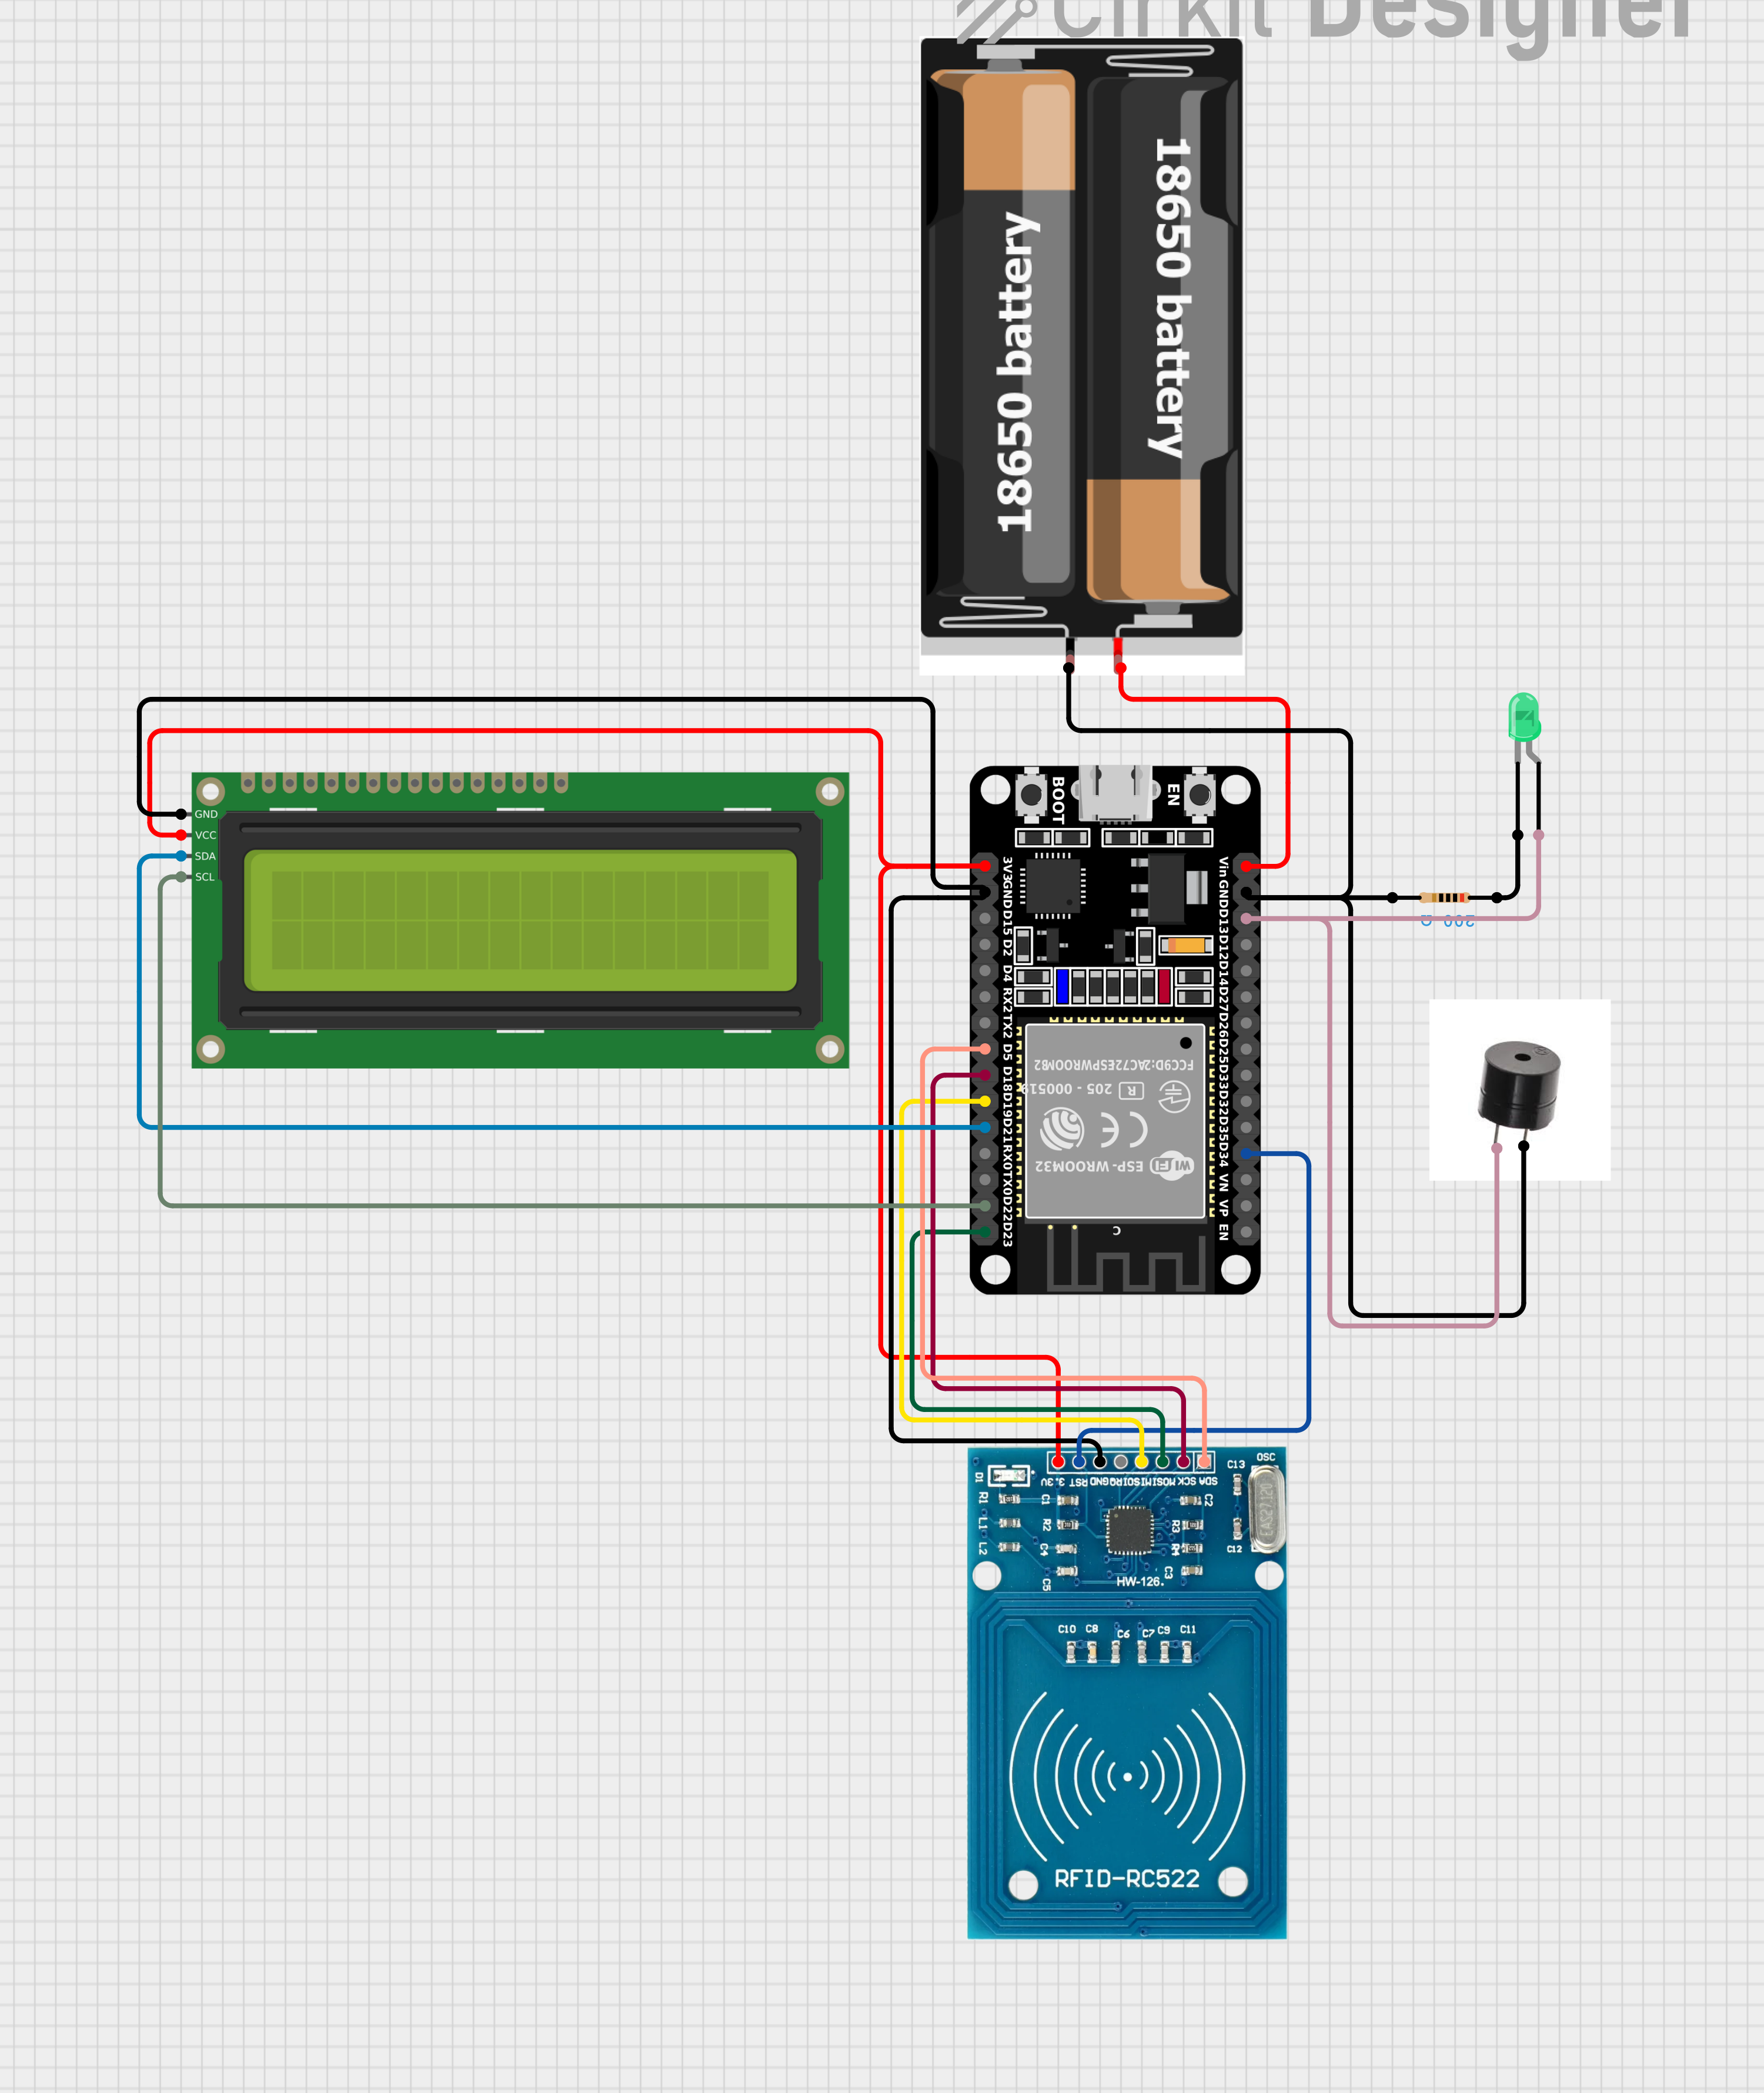 Cirkit Designer
18650 battery
18650 battery
GND
VCC
SDA
SCL
BOOT
EN
3V3
GND
D15
D2
D4
RX2
TX2
D5
D18
D19
D21
RX0
TX0
D22
D23
Vin
GND
D13
D12
D14
D27
D26
D25
D33
D32
D35
D34
VN
VP
EN
FCC9D:2AC72ESPWROOM82
R 205 - 000519
CE
WiFi ESP-WROOM32
C
200 Ω
3.3V
RST
GND
IRQ
MISO
MOSI
SCK
SDA
D1
R1
L1
L2
C1
R2
C4
C5
C2
R3
R4
C3
C13
OSC
C12
EAS27120
HW-126.
C10 C8 C6 C7 C9 C11
RFID-RC522